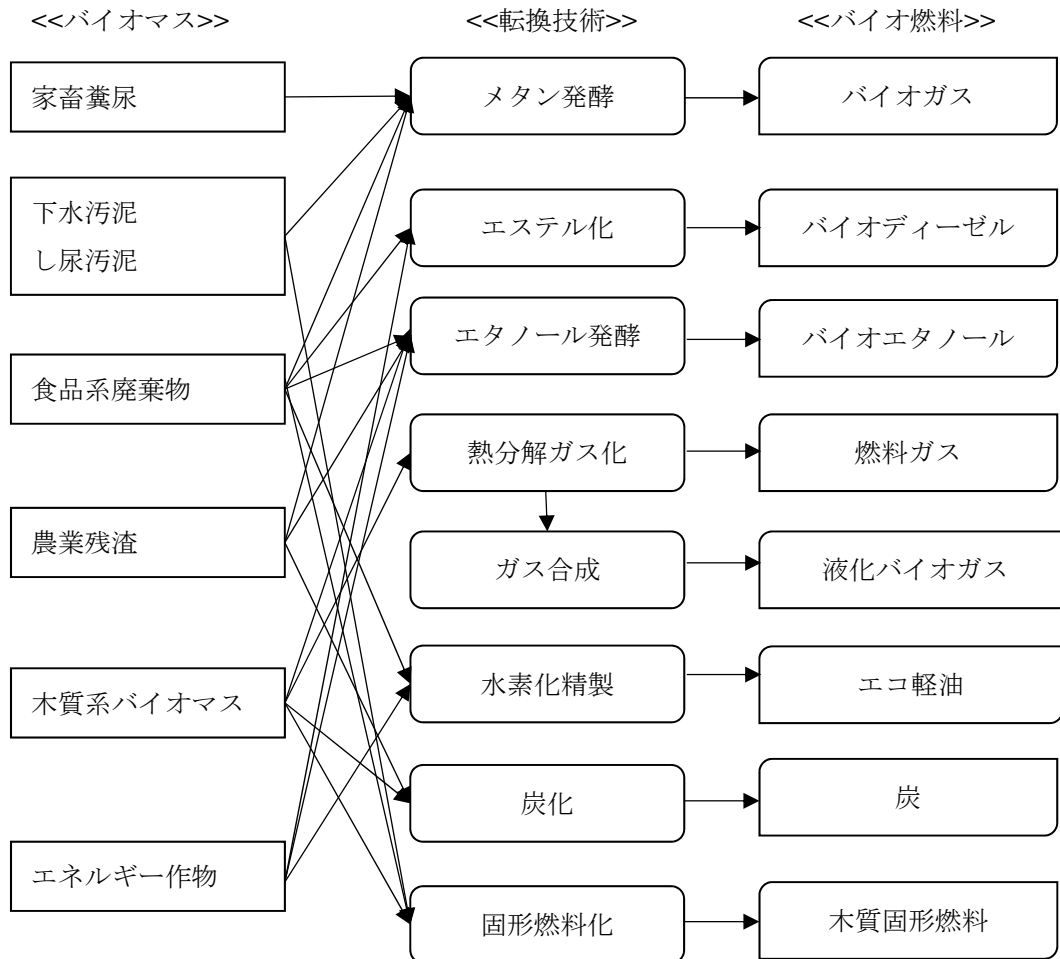 <<バイオマス>>
<<転換技術>>
<<バイオ燃料>>
家畜糞尿
メタン発酵
バイオガス
下水汚泥
し尿汚泥
エステル化
バイオディーゼル
食品系廃棄物
エタノール発酵
バイオエタノール
熱分解ガス化
燃料ガス
農業残渣
ガス合成
液化バイオガス
木質系バイオマス
水素化精製
エコ軽油
炭化
炭
エネルギー作物
固形燃料化
木質固形燃料